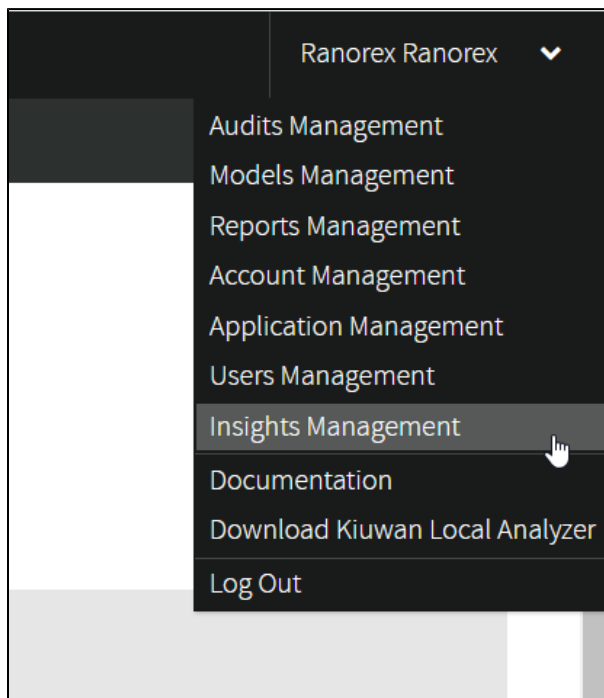 Ranorex Ranorex
Audits Management
Models Management
Reports Management
Account Management
Application Management
Users Management
Insights Management
Documentation
Download Kiuwan Local Analyzer
Log Out